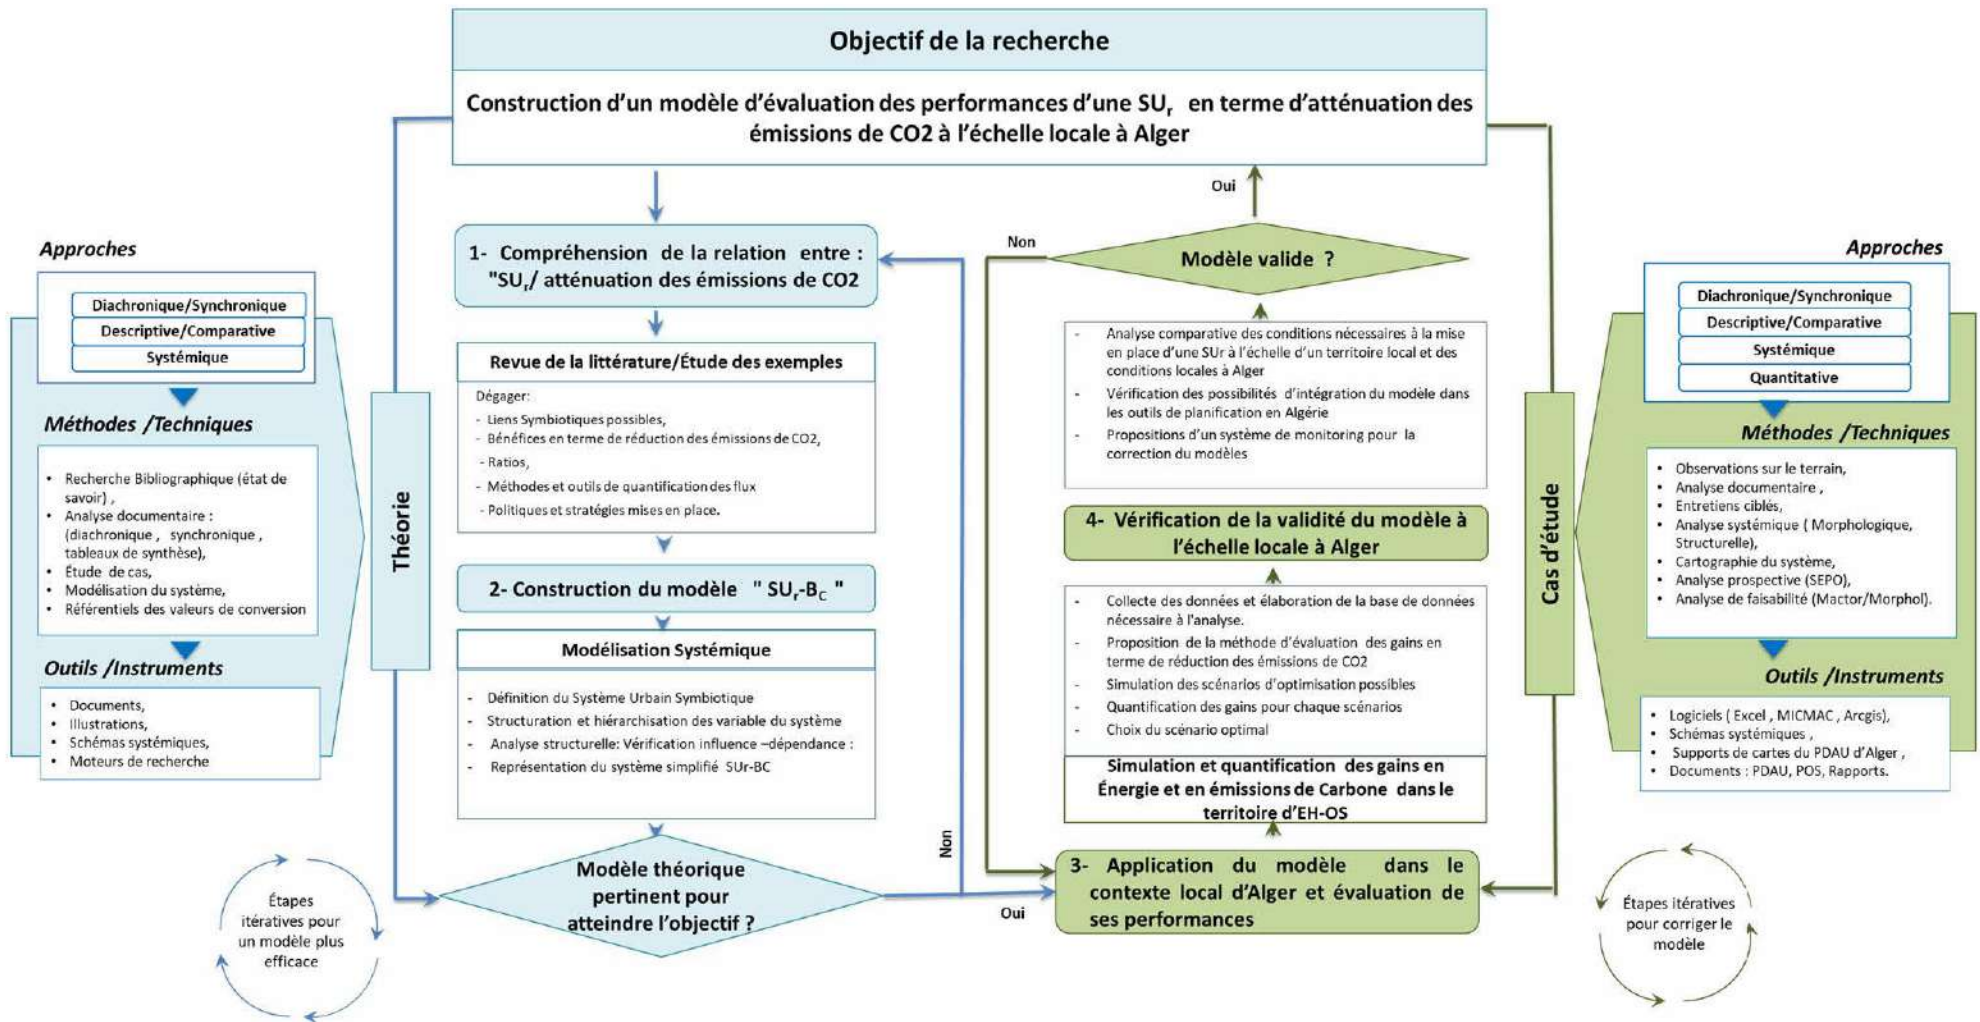 Objectif de la recherche
Construction d'un modèle d'évaluation des performances d'une SUr en terme d'atténuation des
émissions de CO2 à l'échelle locale à Alger
Approches
Diachronique/Synchronique
Descriptive/Comparative
Systémique
Méthodes /Techniques
• Recherche Bibliographique (état de
savoir) ,
• Analyse documentaire :
(diachronique , synchronique ,
tableaux de synthèse),
• Étude de cas,
• Modélisation du système,
• Référentiels des valeurs de conversion
Outils /Instruments
• Documents,
• Illustrations,
• Schémas systémiques,
• Moteurs de recherche
Étapes
itératives pour
un modèle plus
efficace
Théorie
1- Compréhension de la relation entre :
"SUr/ atténuation des émissions de CO2
Revue de la littérature/Étude des exemples
Dégager:
- Liens Symbiotiques possibles,
- Bénéfices en terme de réduction des émissions de CO2,
- Ratios,
- Méthodes et outils de quantification des flux
- Politiques et stratégies mises en place.
2- Construction du modèle " SUr-BC "
Modélisation Systémique
- Définition du Système Urbain Symbiotique
- Structuration et hiérarchisation des variable du système
- Analyse structurelle: Vérification influence –dépendance :
- Représentation du système simplifié SUr-BC
Modèle théorique
pertinent pour
atteindre l'objectif ?
Non
Oui
Oui
Non
Modèle valide ?
- Analyse comparative des conditions nécessaires à la mise
en place d'une SUr à l'échelle d'un territoire local et des
conditions locales à Alger
- Vérification des possibilités d'intégration du modèle dans
les outils de planification en Algérie
- Propositions d'un système de monitoring pour la
correction du modèles
4- Vérification de la validité du modèle à
l'échelle locale à Alger
- Collecte des données et élaboration de la base de données
nécessaire à l'analyse.
- Proposition de la méthode d'évaluation des gains en
terme de réduction des émissions de CO2
- Simulation des scénarios d'optimisation possibles
- Quantification des gains pour chaque scénarios
- Choix du scénario optimal
Simulation et quantification des gains en
Énergie et en émissions de Carbone dans le
territoire d'EH-OS
3- Application du modèle dans le
contexte local d'Alger et évaluation de
ses performances
Cas d'étude
Approches
Diachronique/Synchronique
Descriptive/Comparative
Systémique
Quantitative
Méthodes /Techniques
• Observations sur le terrain,
• Analyse documentaire ,
• Entretiens ciblés,
• Analyse systémique ( Morphologique,
Structurelle),
• Cartographie du système,
• Analyse prospective (SEPO),
• Analyse de faisabilité (Mactor/Morphol).
Outils /Instruments
• Logiciels ( Excel , MICMAC , Arcgis),
• Schémas systémiques ,
• Supports de cartes du PDAU d'Alger ,
• Documents : PDAU, POS, Rapports.
Étapes itératives
pour corriger le
modèle